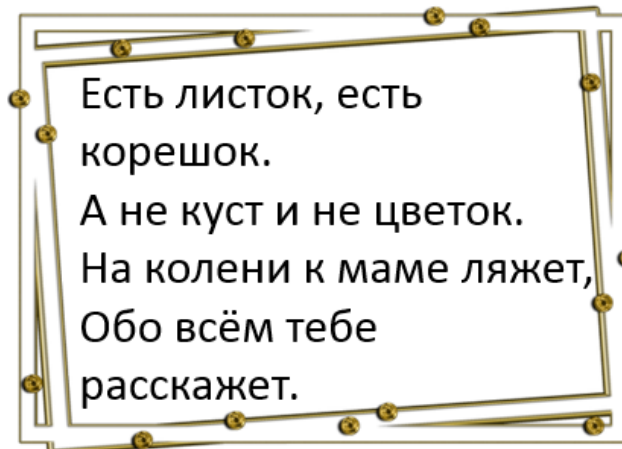 Есть листок, есть
корешок.
А не куст и не цветок.
На колени к маме ляжет,
Обо всём тебе
расскажет.